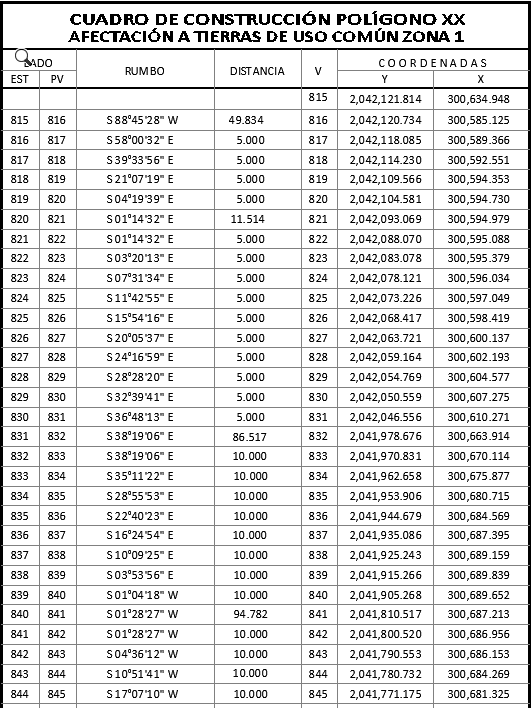 CUADRO DE CONSTRUCCIÓN POLÍGONO XX
AFECTACIÓN A TIERRAS DE USO COMÚN ZONA 1
LADO RUMBO DISTANCIA V COORDENADAS
EST PV Y X
815 2,042,121.814 300,634.948
815 816 S 88°45'28" W 49.834 816 2,042,120.734 300,585.125
816 817 S 58°00'32" E 5.000 817 2,042,118.085 300,589.366
817 818 S 39°33'56" E 5.000 818 2,042,114.230 300,592.551
818 819 S 21°07'19" E 5.000 819 2,042,109.566 300,594.353
819 820 S 04°19'39" E 5.000 820 2,042,104.581 300,594.730
820 821 S 01°14'32" E 11.514 821 2,042,093.069 300,594.979
821 822 S 01°14'32" E 5.000 822 2,042,088.070 300,595.088
822 823 S 03°20'13" E 5.000 823 2,042,083.078 300,595.379
823 824 S 07°31'34" E 5.000 824 2,042,078.121 300,596.034
824 825 S 11°42'55" E 5.000 825 2,042,073.226 300,597.049
825 826 S 15°54'16" E 5.000 826 2,042,068.417 300,598.419
826 827 S 20°05'37" E 5.000 827 2,042,063.721 300,600.137
827 828 S 24°16'59" E 5.000 828 2,042,059.164 300,602.193
828 829 S 28°28'20" E 5.000 829 2,042,054.769 300,604.577
829 830 S 32°39'41" E 5.000 830 2,042,050.559 300,607.275
830 831 S 36°48'13" E 5.000 831 2,042,046.556 300,610.271
831 832 S 38°19'06" E 86.517 832 2,041,978.676 300,663.914
832 833 S 38°19'06" E 10.000 833 2,041,970.831 300,670.114
833 834 S 35°11'22" E 10.000 834 2,041,962.658 300,675.877
834 835 S 28°55'53" E 10.000 835 2,041,953.906 300,680.715
835 836 S 22°40'23" E 10.000 836 2,041,944.679 300,684.569
836 837 S 16°24'54" E 10.000 837 2,041,935.086 300,687.395
837 838 S 10°09'25" E 10.000 838 2,041,925.243 300,689.159
838 839 S 03°53'56" E 10.000 839 2,041,915.266 300,689.839
839 840 S 01°04'18" W 10.000 840 2,041,905.268 300,689.652
840 841 S 01°28'27" W 94.782 841 2,041,810.517 300,687.213
841 842 S 01°28'27" W 10.000 842 2,041,800.520 300,686.956
842 843 S 04°36'12" W 10.000 843 2,041,790.553 300,686.153
843 844 S 10°51'41" W 10.000 844 2,041,780.732 300,684.269
844 845 S 17°07'10" W 10.000 845 2,041,771.175 300,681.325